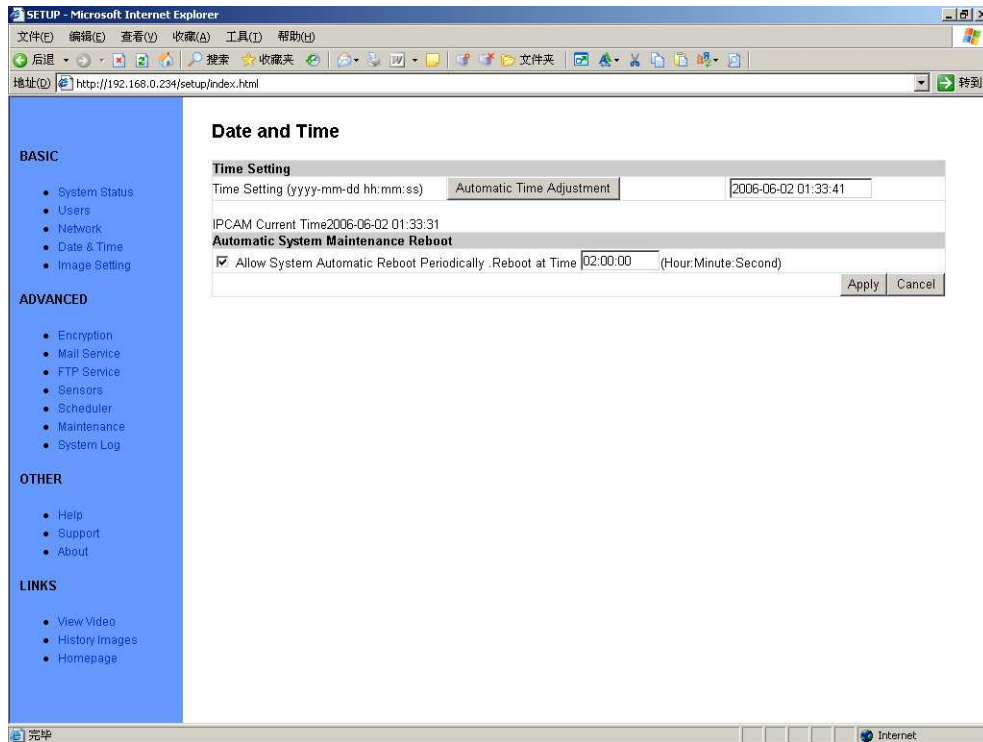 SETUP - Microsoft Internet Explorer
文件(F) 编辑(E) 查看(V) 收藏(A) 工具(T) 帮助(H)
后退 搜索 收藏夹 文件夹
地址(D) http://192.168.0.234/setup/index.html 转到
BASIC
System Status
Users
Network
Date & Time
Image Setting
ADVANCED
Encryption
Mail Service
FTP Service
Sensors
Scheduler
Maintenance
System Log
OTHER
Help
Support
About
LINKS
View Video
History Images
Homepage
Date and Time
Time Setting
Time Setting (yyyy-mm-dd hh:mm:ss) Automatic Time Adjustment 2006-06-02 01:33:41
IPCAM Current Time2006-06-02 01:33:31
Automatic System Maintenance Reboot
Allow System Automatic Reboot Periodically .Reboot at Time 02:00:00 (Hour:Minute:Second)
Apply Cancel
完毕 Internet